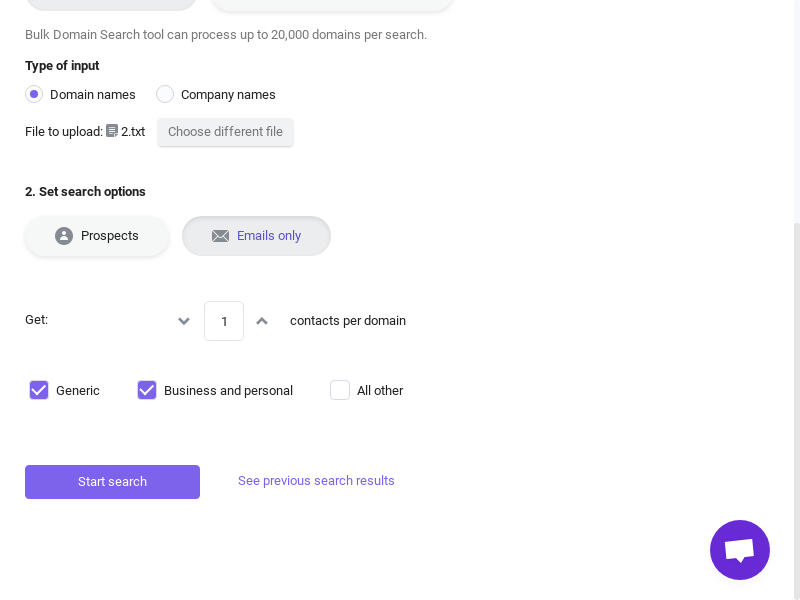 Bulk Domain Search tool can process up to 20,000 domains per search.
Type of input
Domain names Company names
File to upload: 2.txt Choose different file
2. Set search options
Prospects Emails only
Get: 1 contacts per domain
Generic Business and personal All other
Start search See previous search results